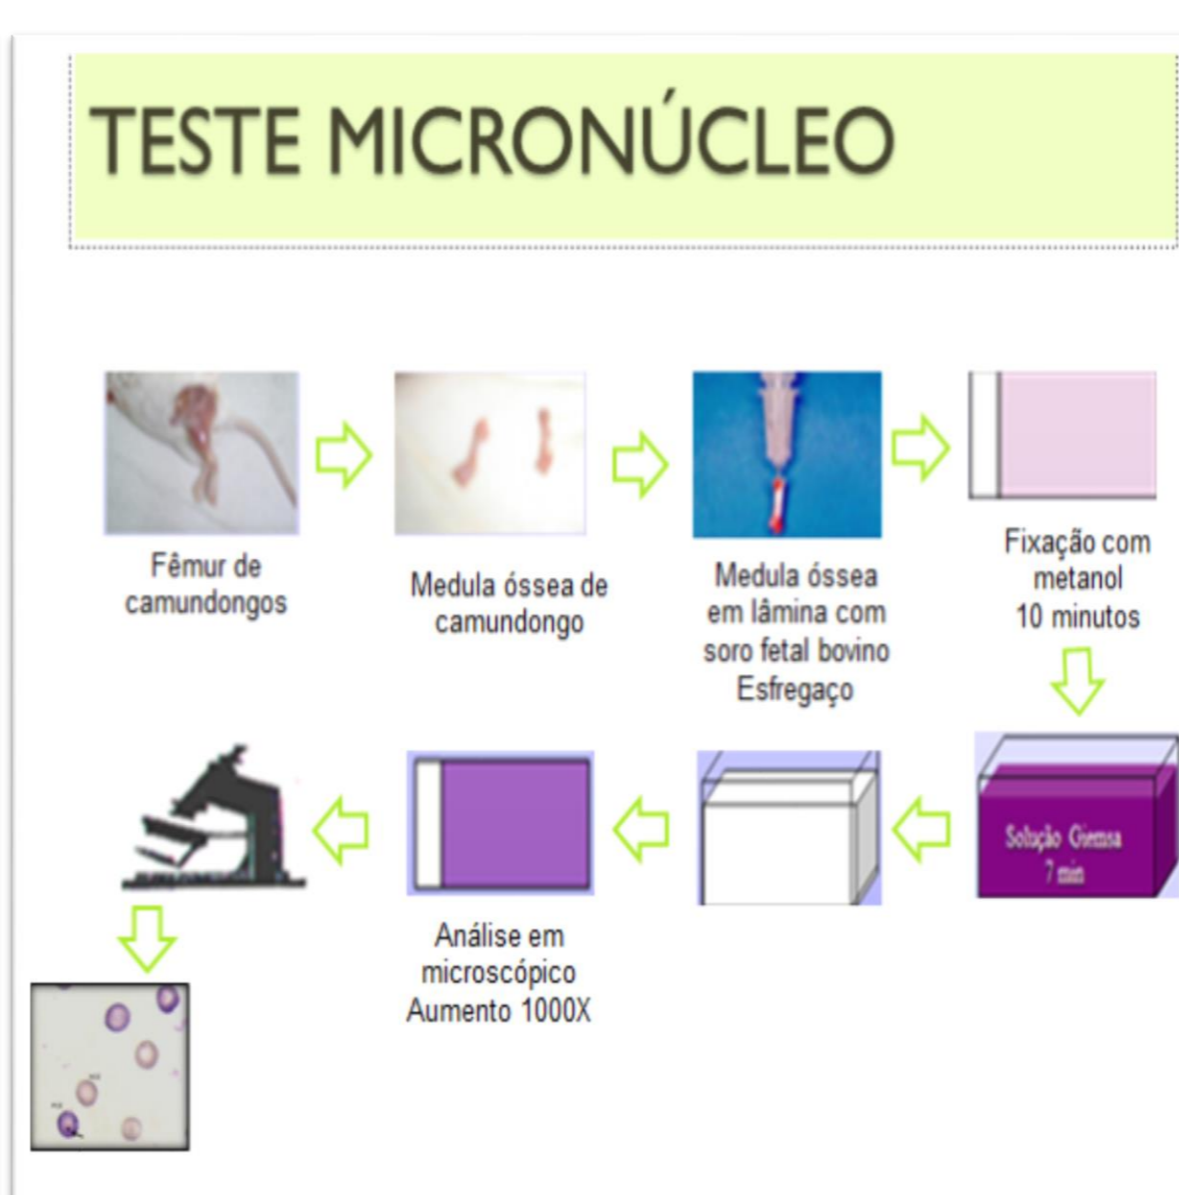 TESTE MICRONÚCLEO
Fêmur de
camundongos
Medula óssea de
camundongo
Medula óssea
em lâmina com
soro fetal bovino
Esfregaço
Fixação com
metanol
10 minutos
Solução Giemsa
7 min
Análise em
microscópico
Aumento 1000X